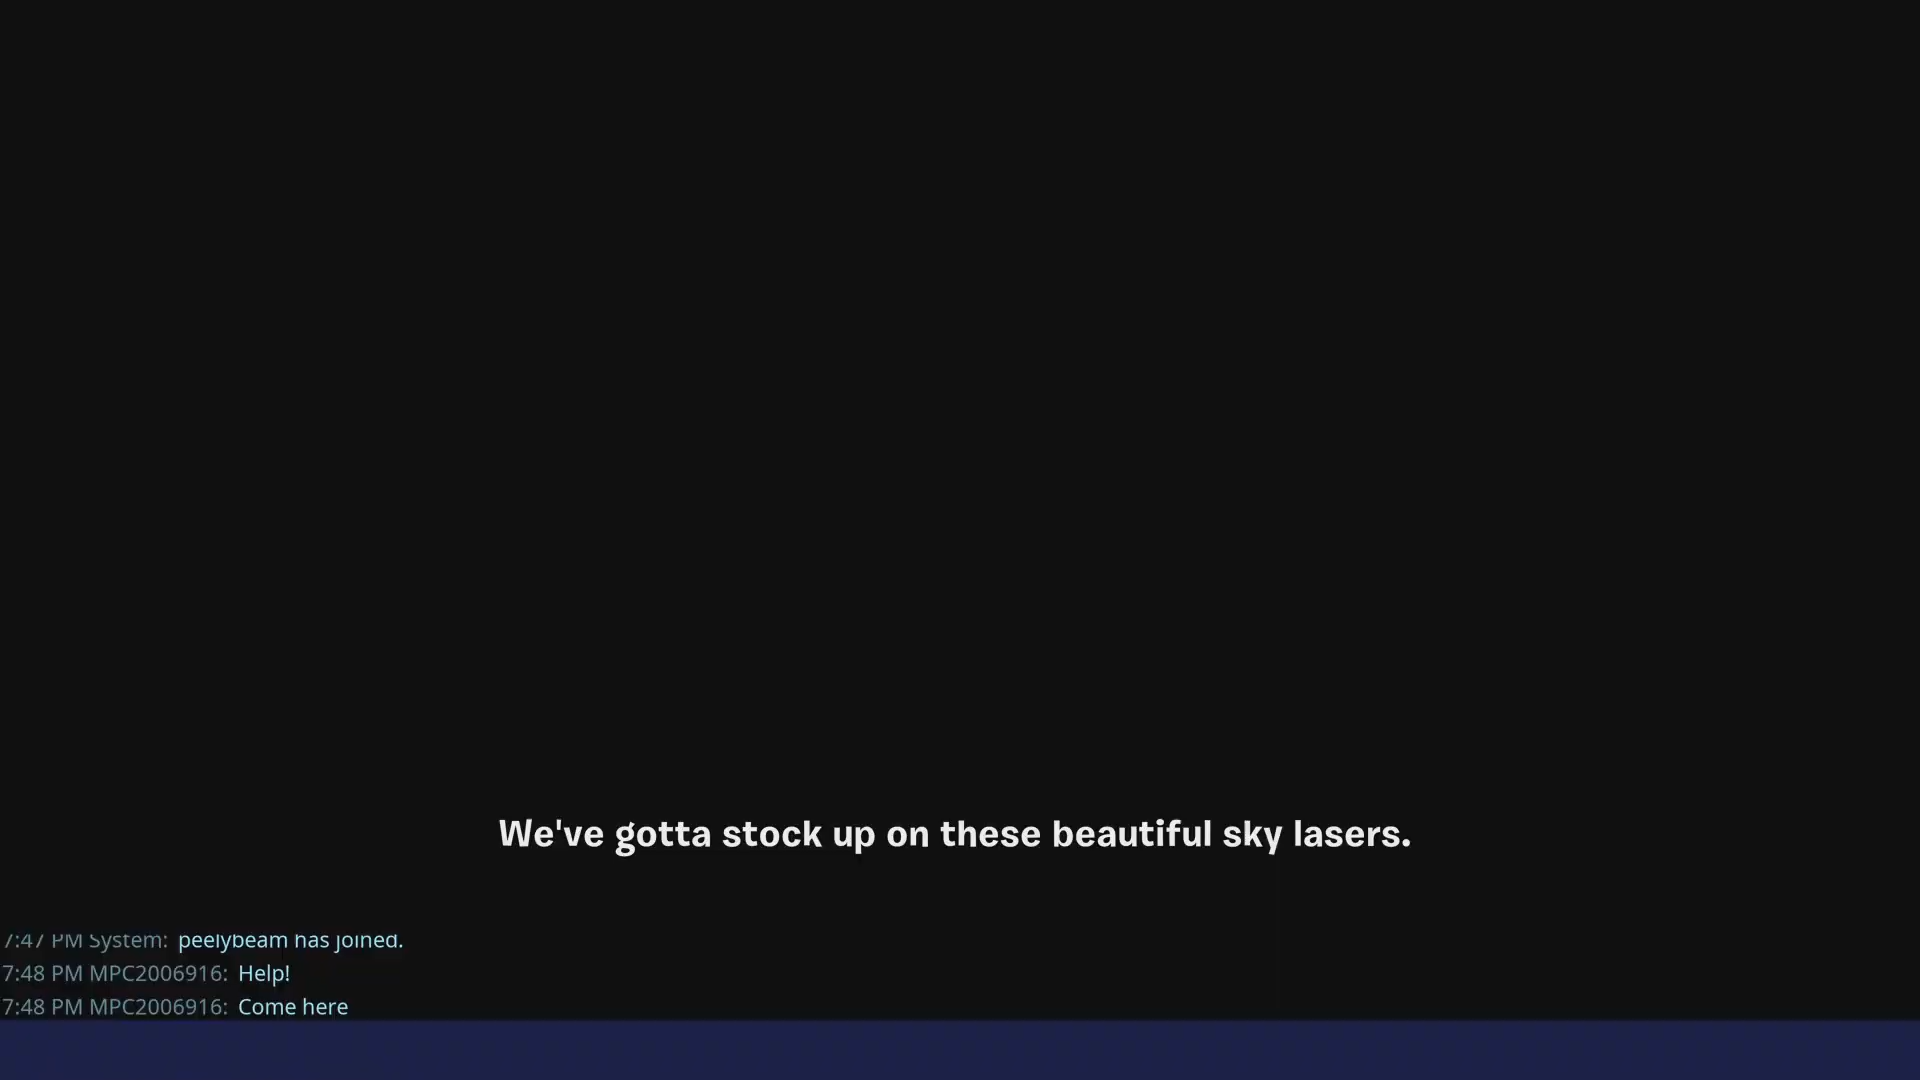 We've gotta stock up on these beautiful sky lasers.
7:47 PM System: peelybeam has joined.
7:48 PM MPC2006916: Help!
7:48 PM MPC2006916: Come here